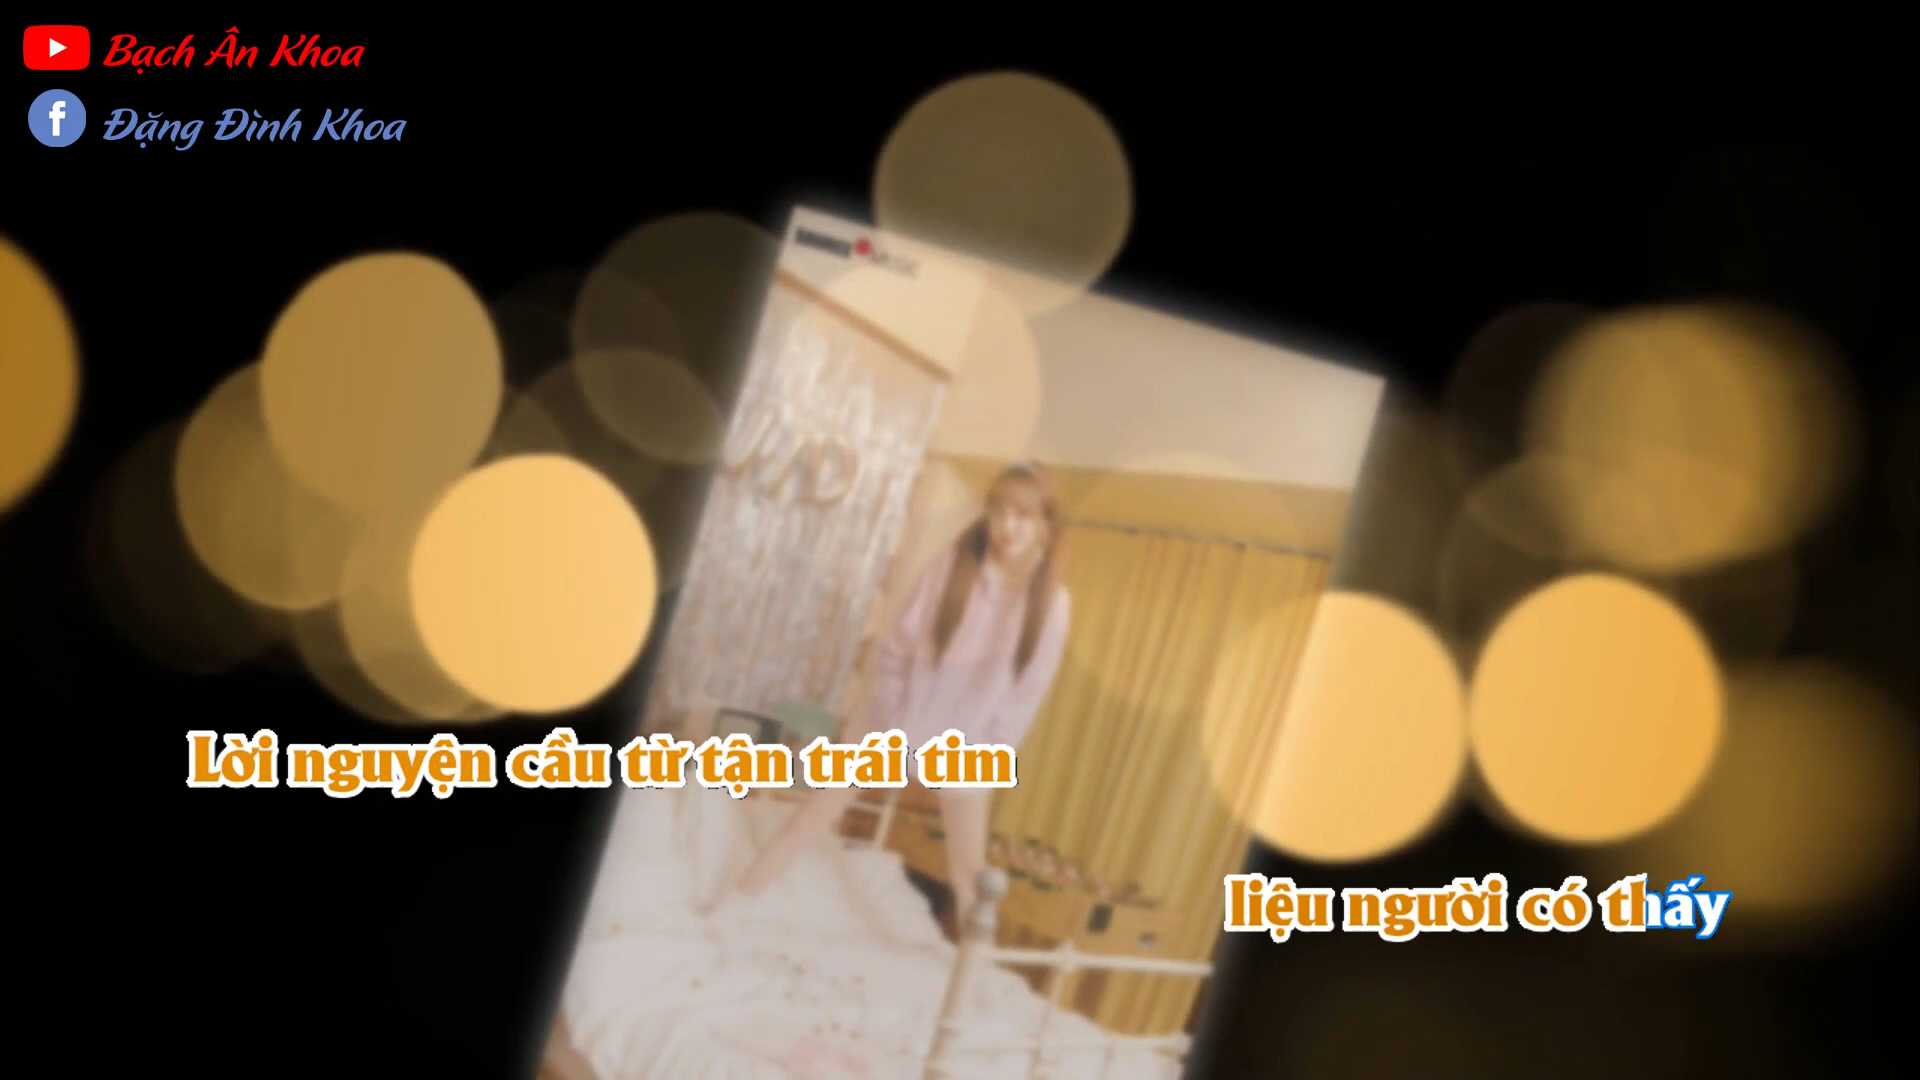 Bạch Ân Khoa
f Đặng Đình Khoa
Lời nguyện cầu từ tận trái tim
liệu người có thấy